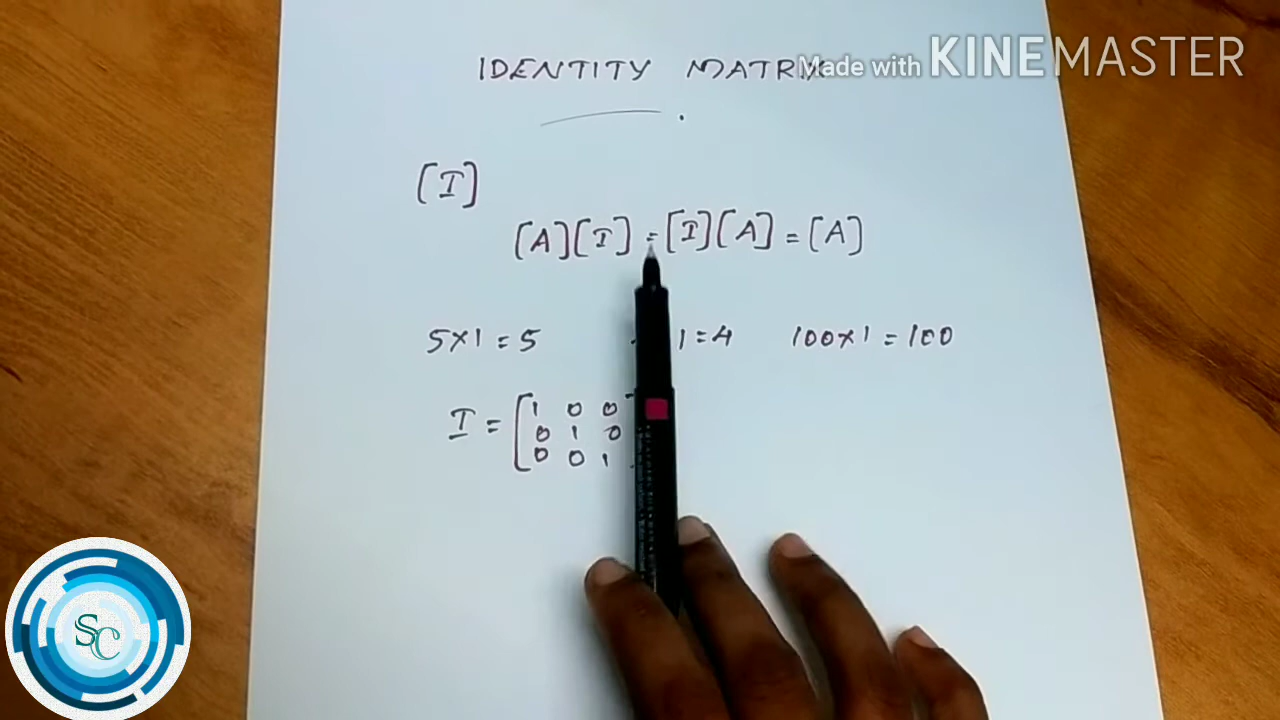 IDENTITY MATRIX
Made with KINEMASTER
[I]
[A][I] = [I][A] = [A]
5×1 = 5 1 = 4 100×1 = 100
I = [1 0 0
0 1 0
0 0 1
SC